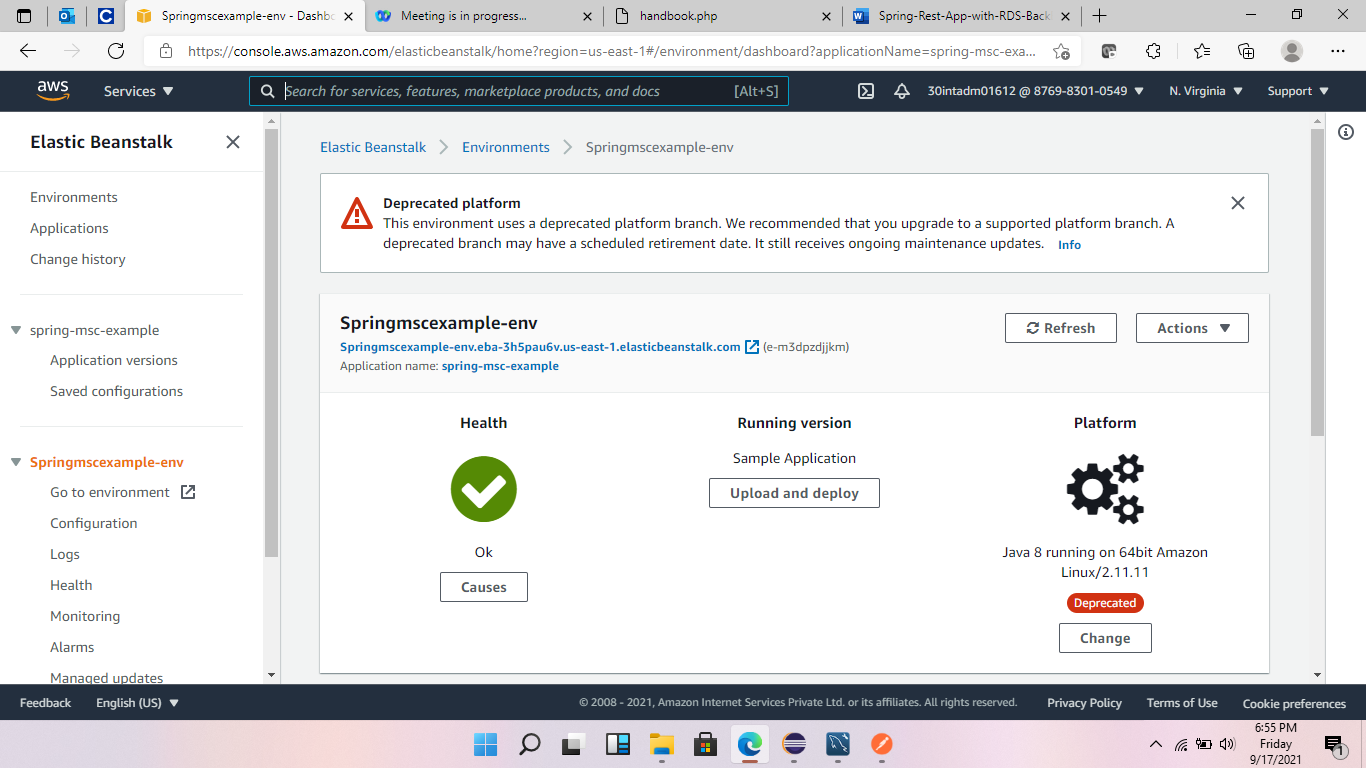 Springmscexample-env - Dashbo
Meeting is in progress...
handbook.php
Spring-Rest-App-with-RDS-Back
https://console.aws.amazon.com/elasticbeanstalk/home?region=us-east-1#/environment/dashboard?applicationName=spring-msc-exa...
aws
Services
Search for services, features, marketplace products, and docs
[Alt+S]
30intadm01612 @ 8769-8301-0549
N. Virginia
Support
Elastic Beanstalk
Environments
Applications
Change history
spring-msc-example
Application versions
Saved configurations
Springmscexample-env
Go to environment
Configuration
Logs
Health
Monitoring
Alarms
Managed updates
Elastic Beanstalk
Environments
Springmscexample-env
Deprecated platform
This environment uses a deprecated platform branch. We recommended that you upgrade to a supported platform branch. A
deprecated branch may have a scheduled retirement date. It still receives ongoing maintenance updates. Info
Springmscexample-env
Springmscexample-env.eba-3h5pau6v.us-east-1.elasticbeanstalk.com (e-m3dpzdjjkm)
Application name: spring-msc-example
Refresh
Actions
Health
Ok
Causes
Running version
Sample Application
Upload and deploy
Platform
Java 8 running on 64bit Amazon
Linux/2.11.11
Deprecated
Change
Feedback
English (US)
© 2008 - 2021, Amazon Internet Services Private Ltd. or its affiliates. All rights reserved.
Privacy Policy
Terms of Use
Cookie preferences
6:55 PM
Friday
9/17/2021
1